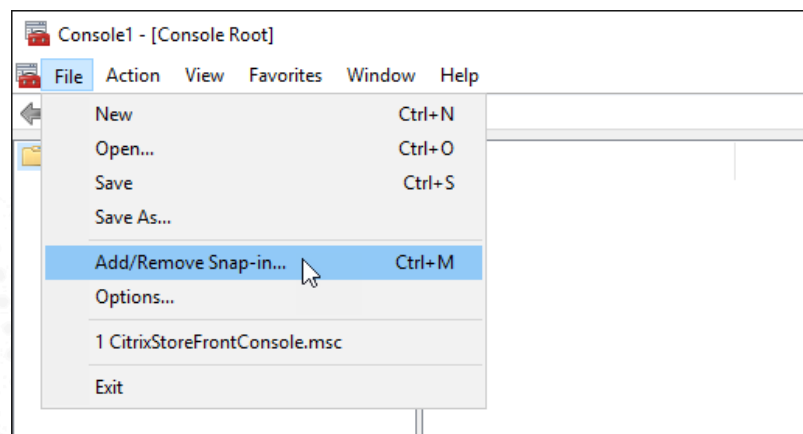 Console1 - [Console Root]
File Action View Favorites Window Help
New Ctrl+N
Open... Ctrl+O
Save Ctrl+S
Save As...
Add/Remove Snap-in... Ctrl+M
Options...
1 CitrixStoreFrontConsole.msc
Exit